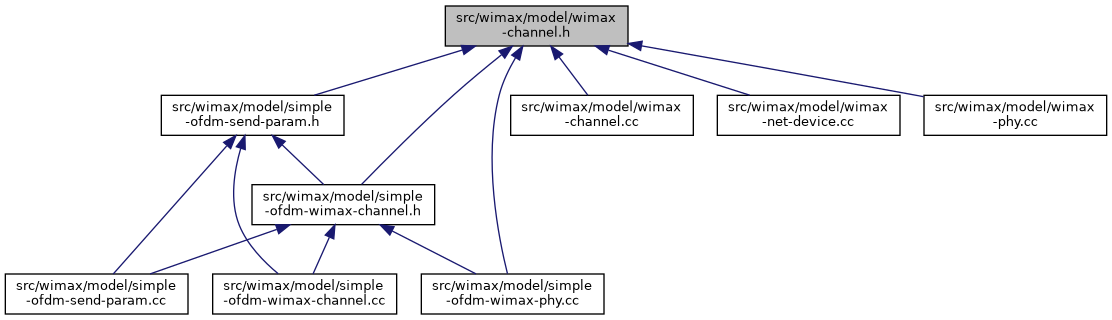 src/wimax/model/wimax
-channel.h
src/wimax/model/simple
-ofdm-send-param.h
src/wimax/model/wimax
-channel.cc
src/wimax/model/wimax
-net-device.cc
src/wimax/model/wimax
-phy.cc
src/wimax/model/simple
-ofdm-wimax-channel.h
src/wimax/model/simple
-ofdm-send-param.cc
src/wimax/model/simple
-ofdm-wimax-channel.cc
src/wimax/model/simple
-ofdm-wimax-phy.cc